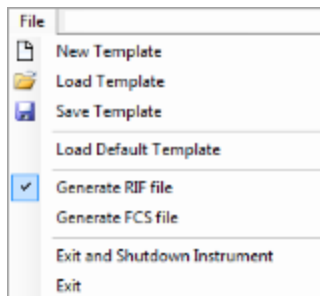 File
New Template
Load Template
Save Template
Load Default Template
Generate RIF file
Generate FCS file
Exit and Shutdown Instrument
Exit